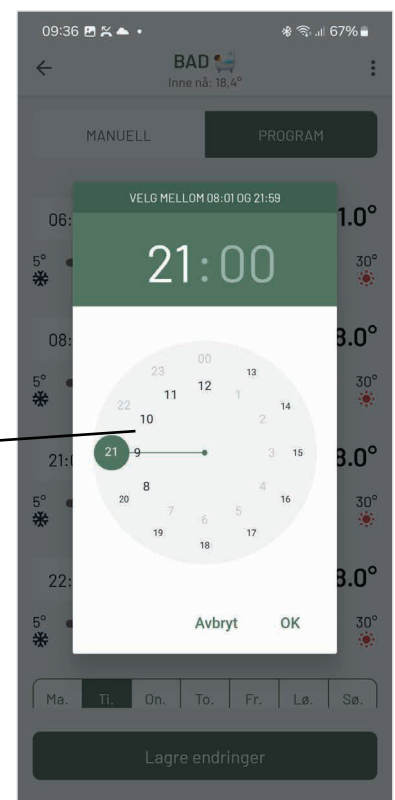 09:36 67%
BAD
Inne nå: 18,4°
MANUELL PROGRAM
VELG MELLOM 08:01 OG 21:59
21:00
06: 1.0°
5° 30°
08: 3.0°
5° 30°
21:0 3.0°
5° 30°
22: 3.0°
5° 30°
00
23 13
11 12 1
22 14
10 2
21 9 3 15
8 4
20 16
7 5
6
19 17
18
Avbryt OK
Ma. Ti. On. To. Fr. Lø. Sø.
Lagre endringer